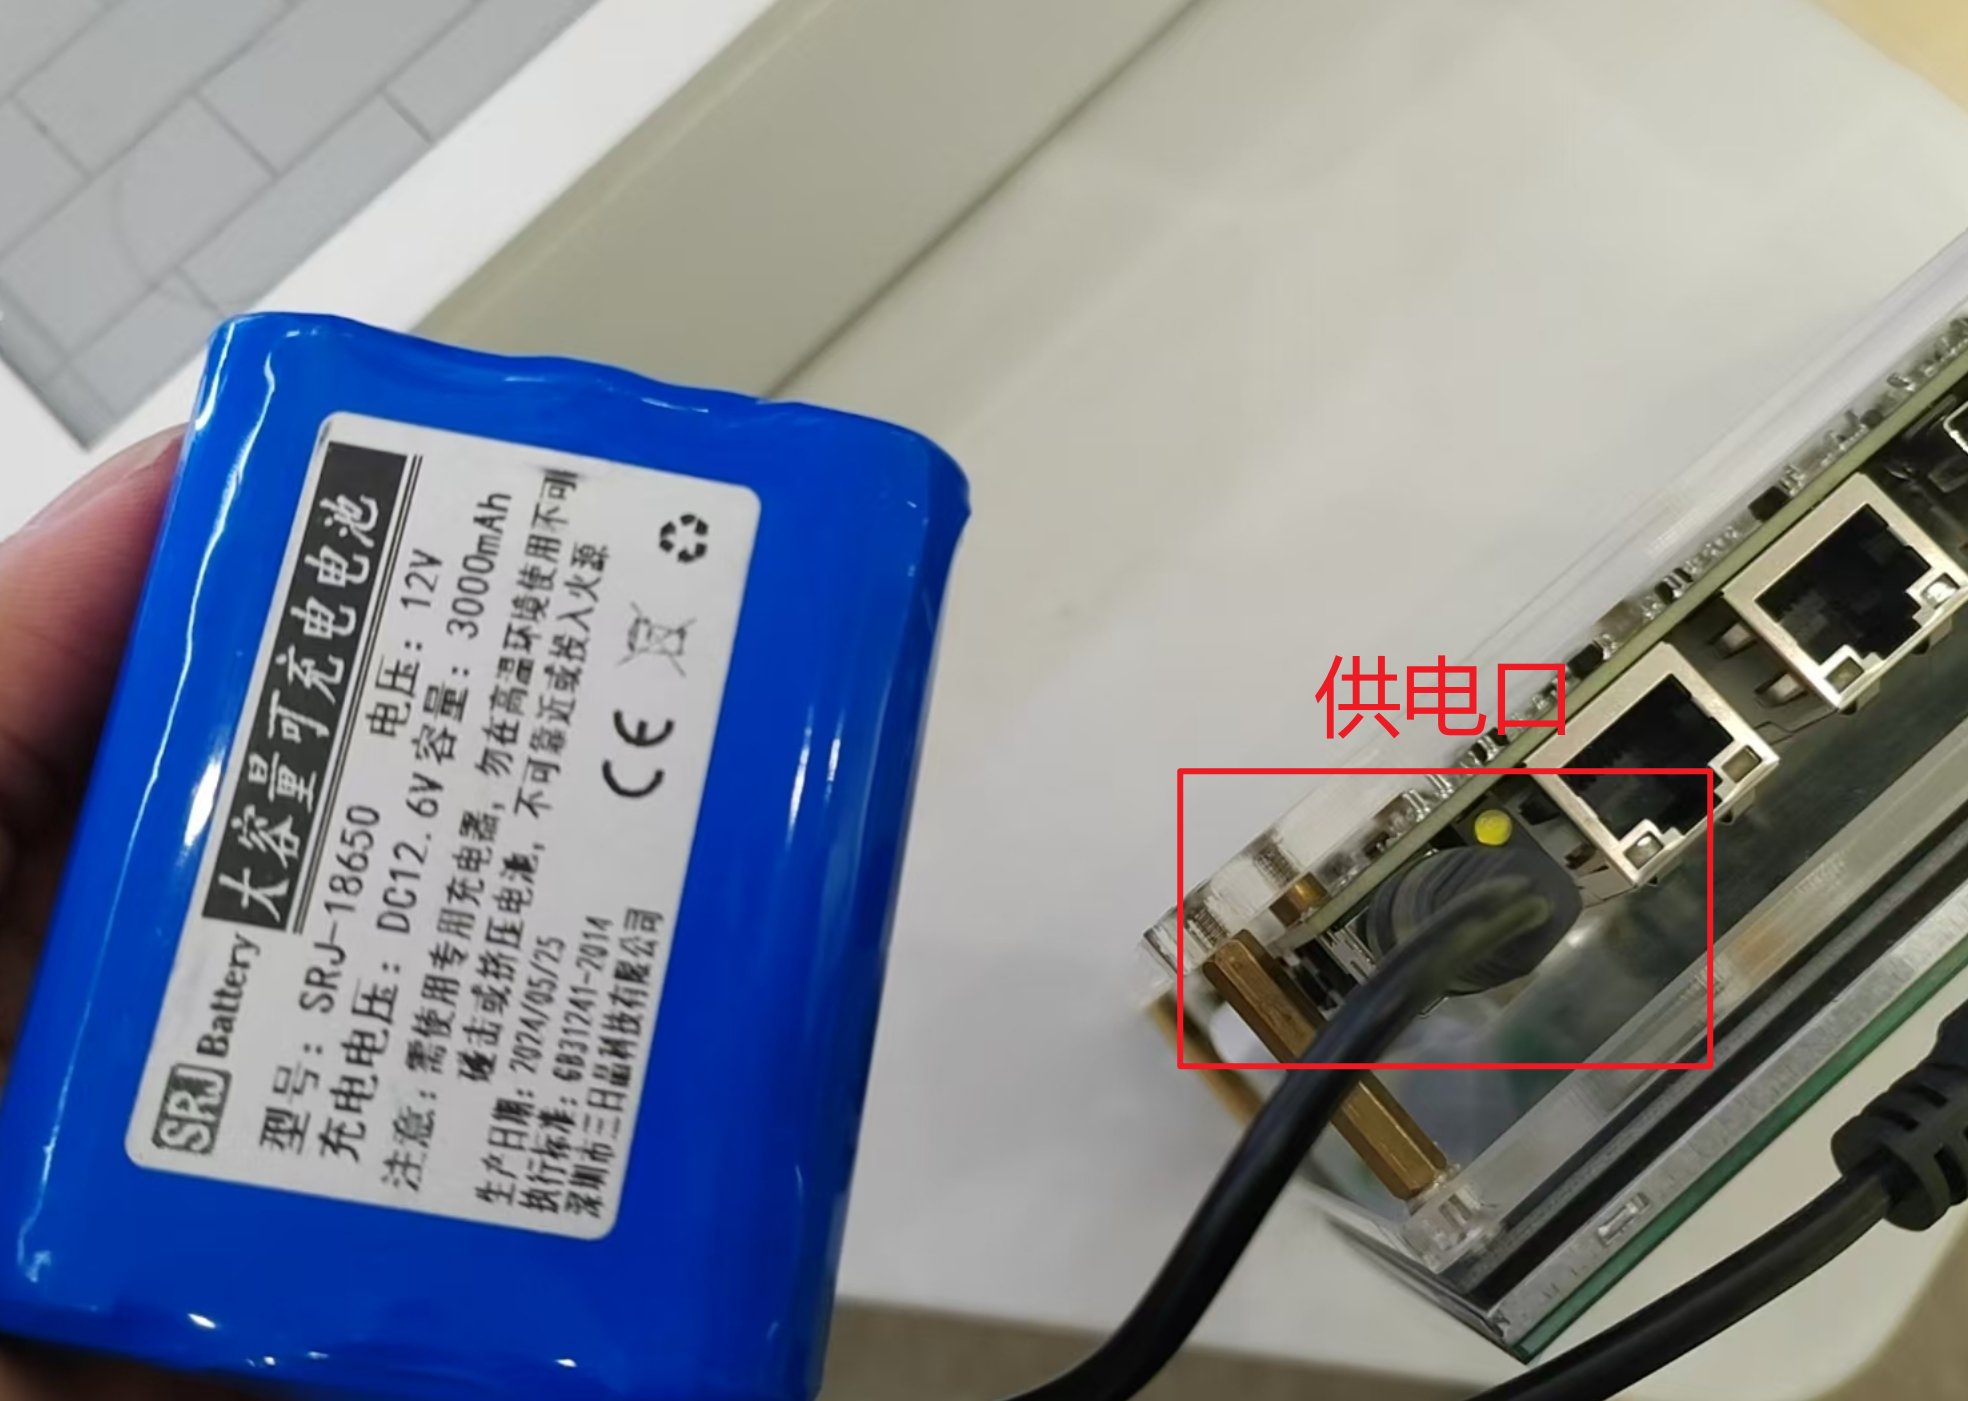 大容量可充电电池
SRJ Battery
型号：SRJ-18650 电压：12V
充电电压：DC12.6V 容量：3000mAh
注意：需使用专用充电器，勿在高温环境使用不可
碰击或挤压电池，不可靠近或投入火源
生产日期：2024/05/25
执行标准：GB31241-2014
深圳市三日晶科技有限公司
CE
供电口